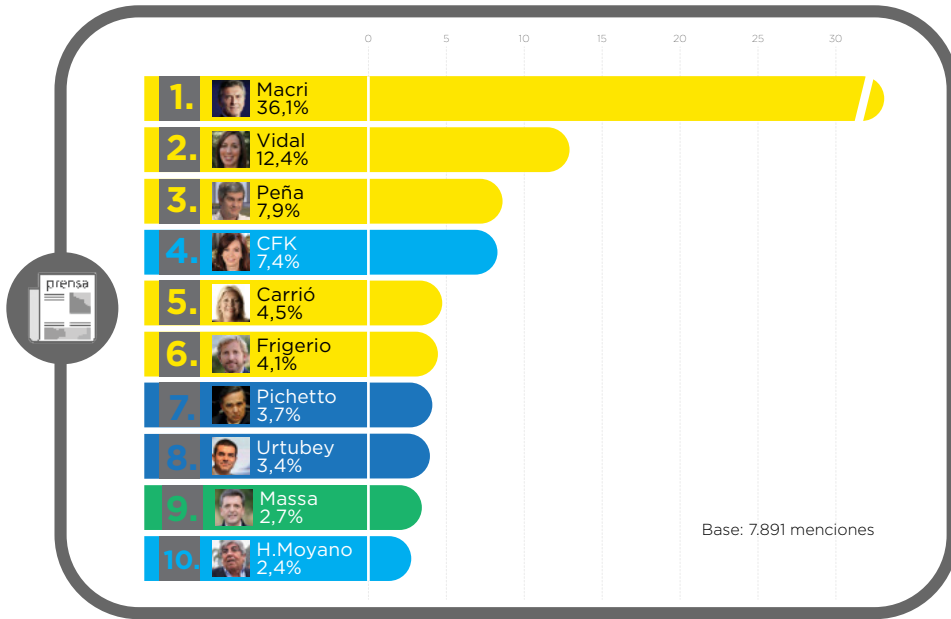 0 5 10 15 20 25 30
1. Macri
36,1%
2. Vidal
12,4%
3. Peña
7,9%
4. CFK
7,4%
prensa
5. Carrió
4,5%
6. Frigerio
4,1%
7. Pichetto
3,7%
8. Urtubey
3,4%
9. Massa
2,7%
Base: 7.891 menciones
10. H.Moyano
2,4%